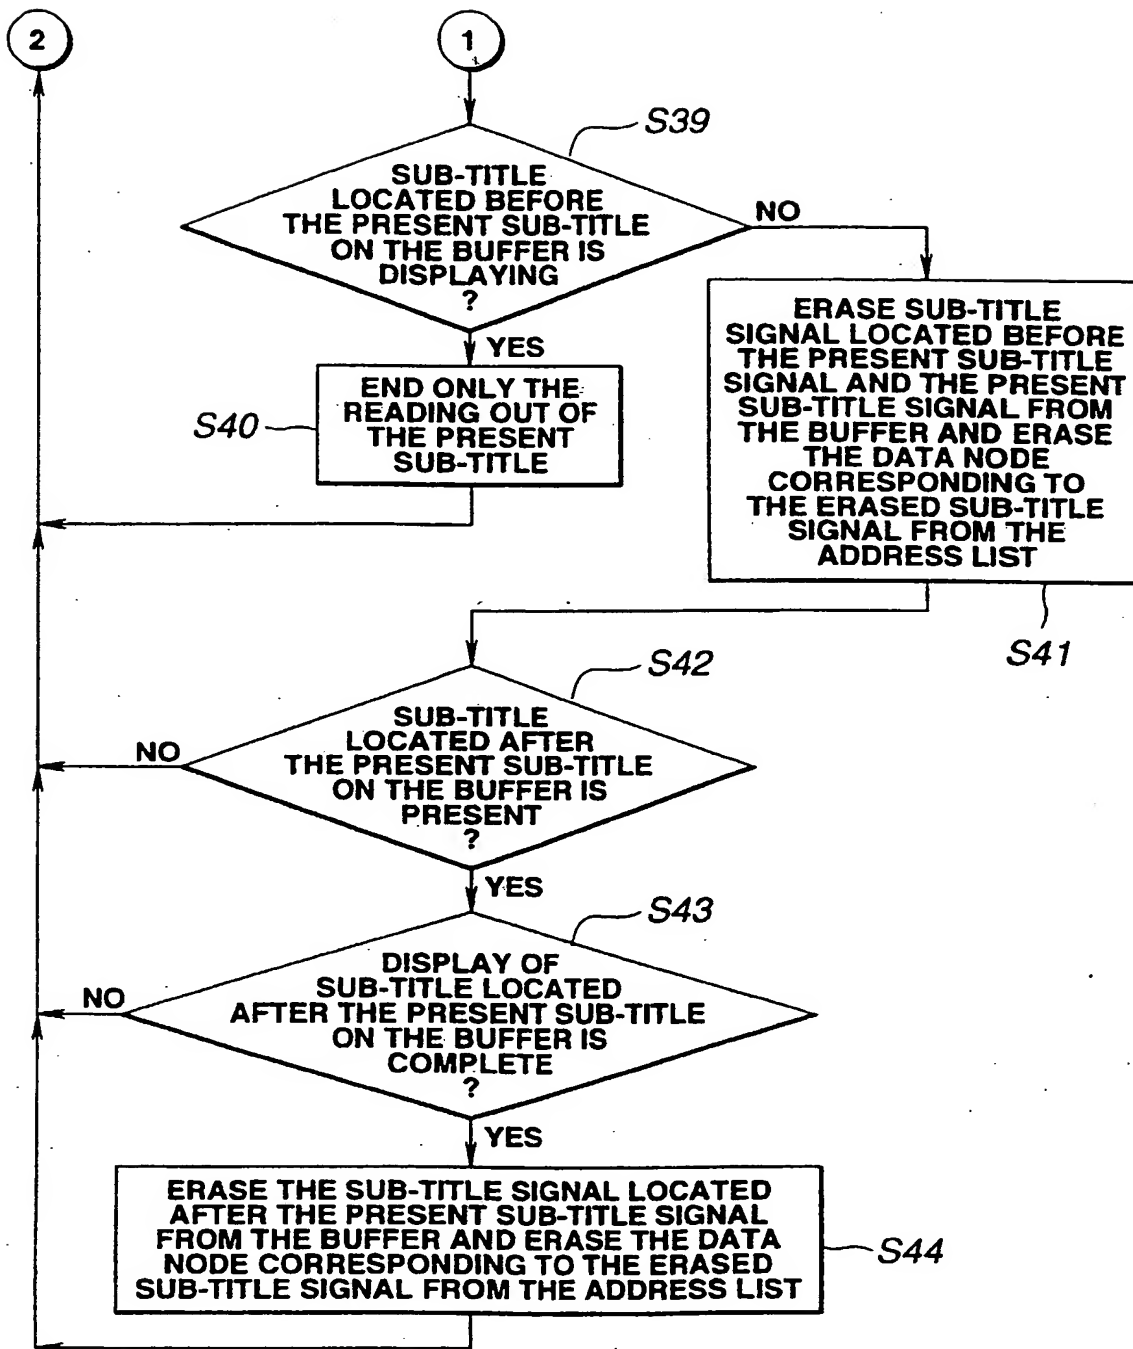 2
1
S39
SUB-TITLE
LOCATED BEFORE
THE PRESENT SUB-TITLE
ON THE BUFFER IS
DISPLAYING
?
NO
YES
S40
END ONLY THE
READING OUT OF
THE PRESENT
SUB-TITLE
ERASE SUB-TITLE
SIGNAL LOCATED BEFORE
THE PRESENT SUB-TITLE
SIGNAL AND THE PRESENT
SUB-TITLE SIGNAL FROM
THE BUFFER AND ERASE
THE DATA NODE
CORRESPONDING TO
THE ERASED SUB-TITLE
SIGNAL FROM THE
ADDRESS LIST
S41
S42
SUB-TITLE
LOCATED AFTER
THE PRESENT SUB-TITLE
ON THE BUFFER IS
PRESENT
?
NO
YES
S43
DISPLAY OF
SUB-TITLE LOCATED
AFTER THE PRESENT SUB-TITLE
ON THE BUFFER IS
COMPLETE
?
NO
YES
ERASE THE SUB-TITLE SIGNAL LOCATED
AFTER THE PRESENT SUB-TITLE SIGNAL
FROM THE BUFFER AND ERASE THE DATA
NODE CORRESPONDING TO THE ERASED
SUB-TITLE SIGNAL FROM THE ADDRESS LIST
S44